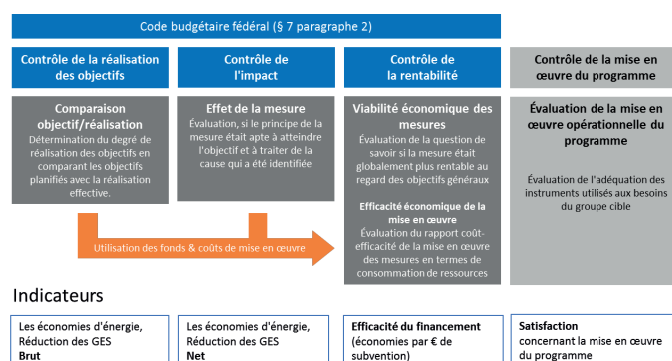 Code budgétaire fédéral (§ 7 paragraphe 2)
Contrôle de la réalisation
des objectifs
Contrôle de
l'impact
Contrôle de
la rentabilité
Contrôle de la mise en
œuvre du programme
Comparaison
objectif/réalisation
Détermination du degré de
réalisation des objectifs en
comparant les objectifs
planifiés avec la réalisation
effective.
Effet de la mesure
Évaluation, si le principe de la
mesure était apte à atteindre
l'objectif et à traiter de la
cause qui a été identifiée
Viabilité économique des
mesures
Évaluation de la question de
savoir si la mesure était
globalement plus rentable au
regard des objectifs généraux
Efficacité économique de la
mise en œuvre
Évaluation du rapport coût-
efficacité de la mise en œuvre
des mesures en termes de
consommation de ressources
Évaluation de la mise en
œuvre opérationnelle du
programme
Évaluation de l'adéquation des
instruments utilisés aux besoins
du groupe cible
Utilisation des fonds & coûts de mise en œuvre
Indicateurs
Les économies d'énergie,
Réduction des GES
Brut
Les économies d'énergie,
Réduction des GES
Net
Efficacité du financement
(économies par € de
subvention)
Satisfaction
concernant la mise en œuvre
du programme